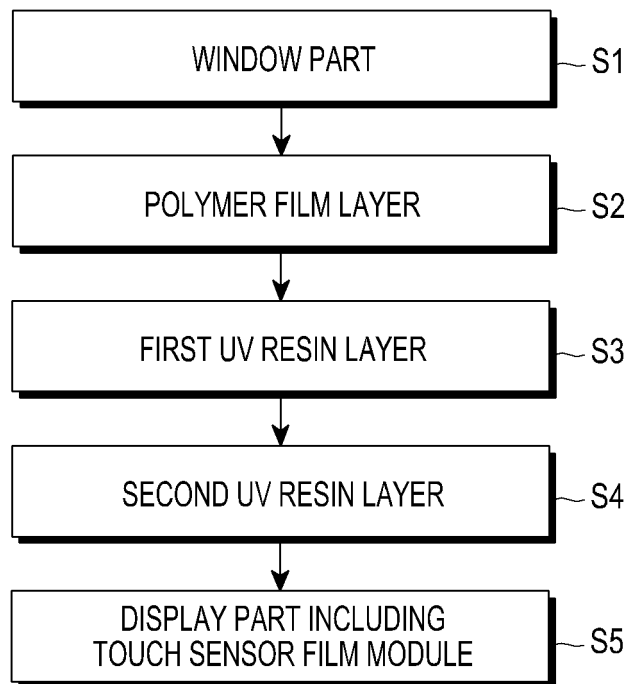 WINDOW PART
S1
POLYMER FILM LAYER
S2
FIRST UV RESIN LAYER
S3
SECOND UV RESIN LAYER
S4
DISPLAY PART INCLUDING
TOUCH SENSOR FILM MODULE
S5